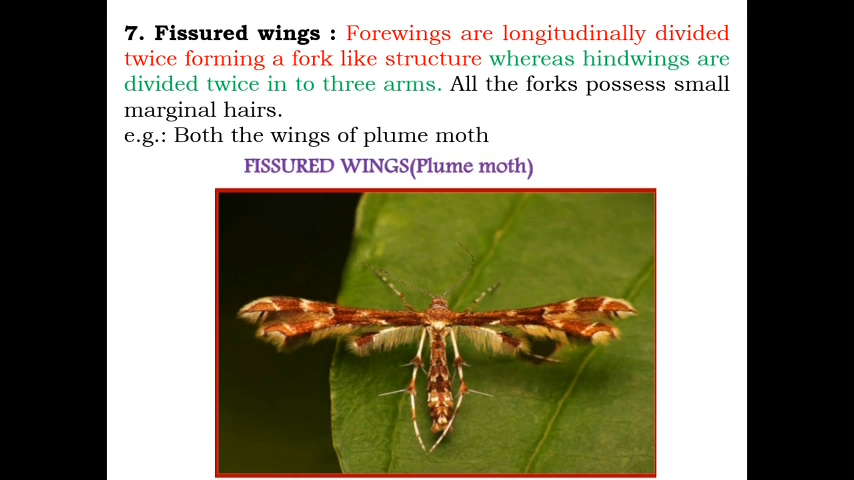 7. Fissured wings : Forewings are longitudinally divided
twice forming a fork like structure whereas hindwings are
divided twice in to three arms. All the forks possess small
marginal hairs.
e.g.: Both the wings of plume moth
FISSURED WINGS(Plume moth)